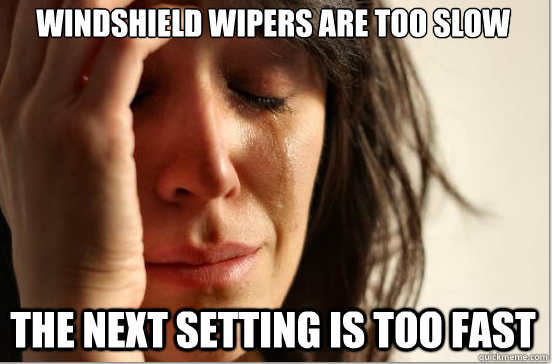 WINDSHIELD WIPERS ARE TOO SLOW
THE NEXT SETTING IS TOO FAST
quickmeme.com